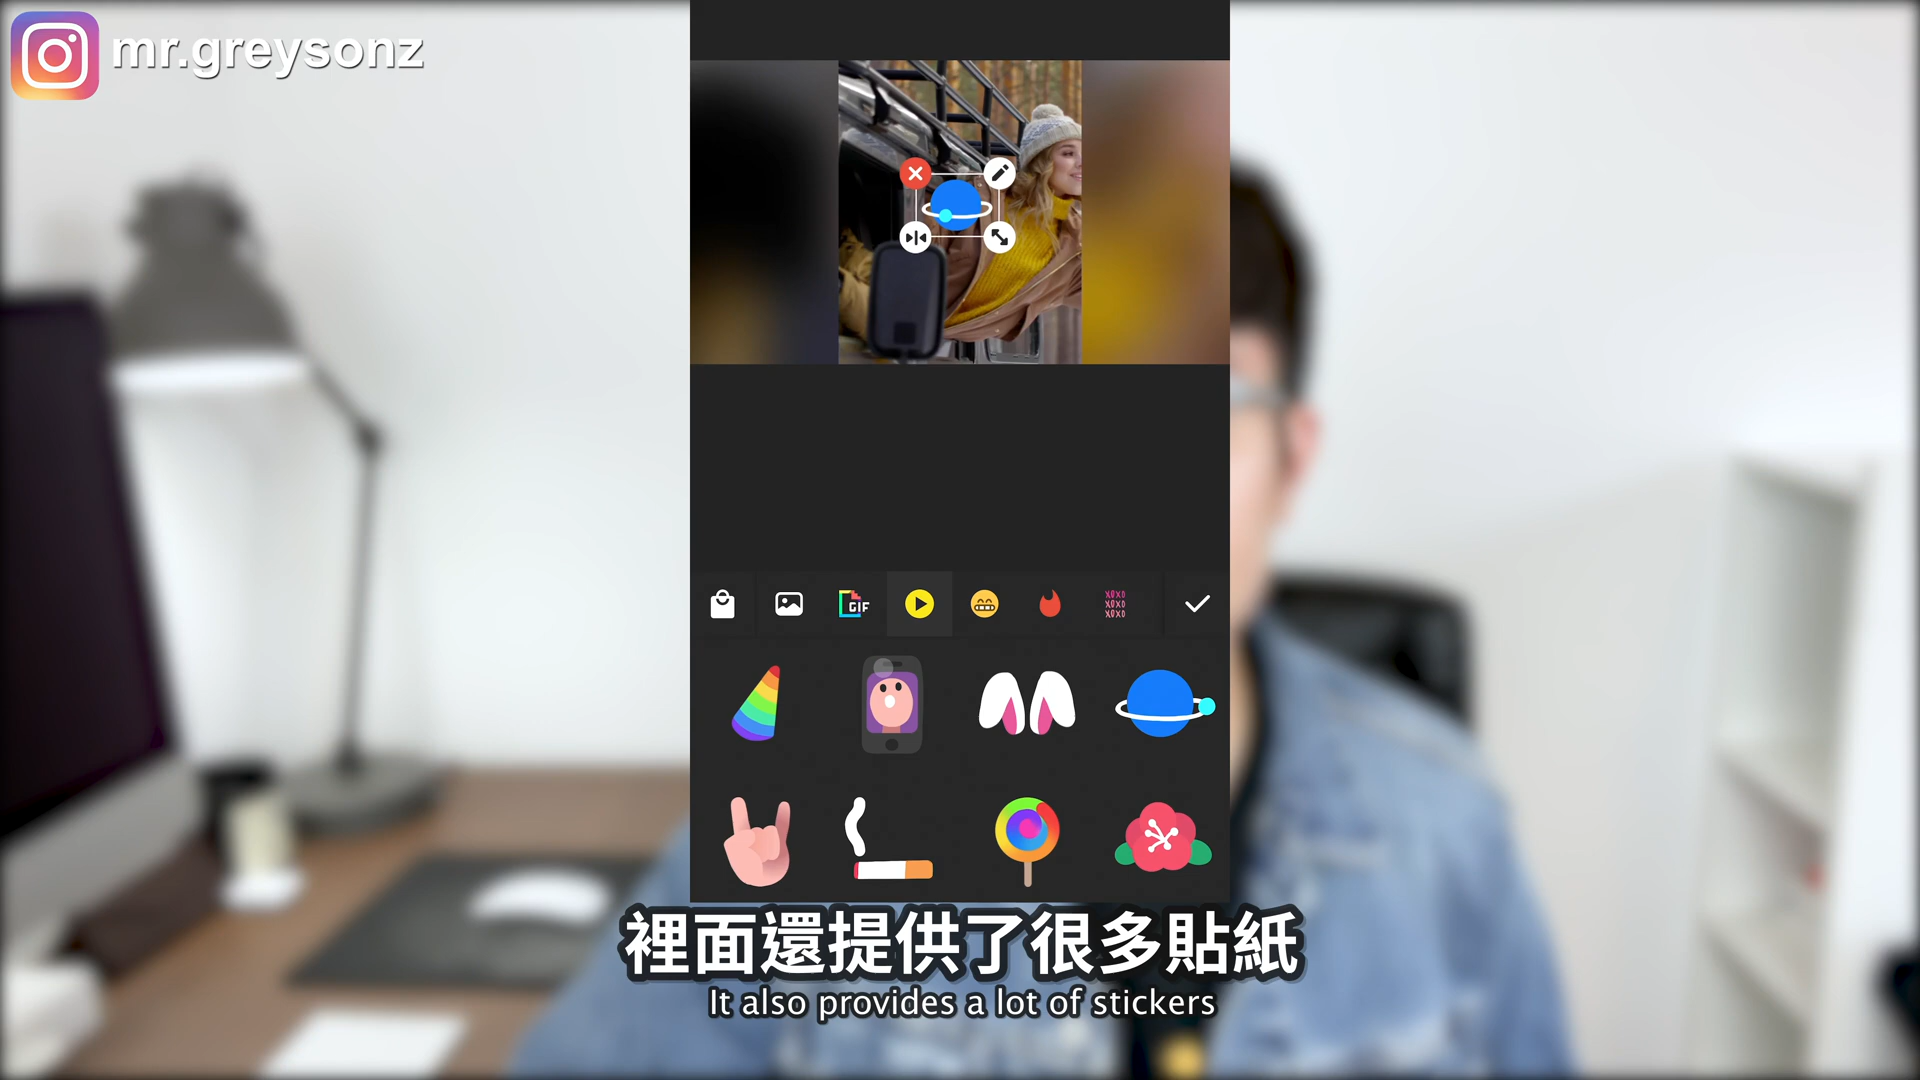 mr.greysonz
GIF
XOXO
XOXO
XOXO
裡面還提供了很多貼紙
It also provides a lot of stickers